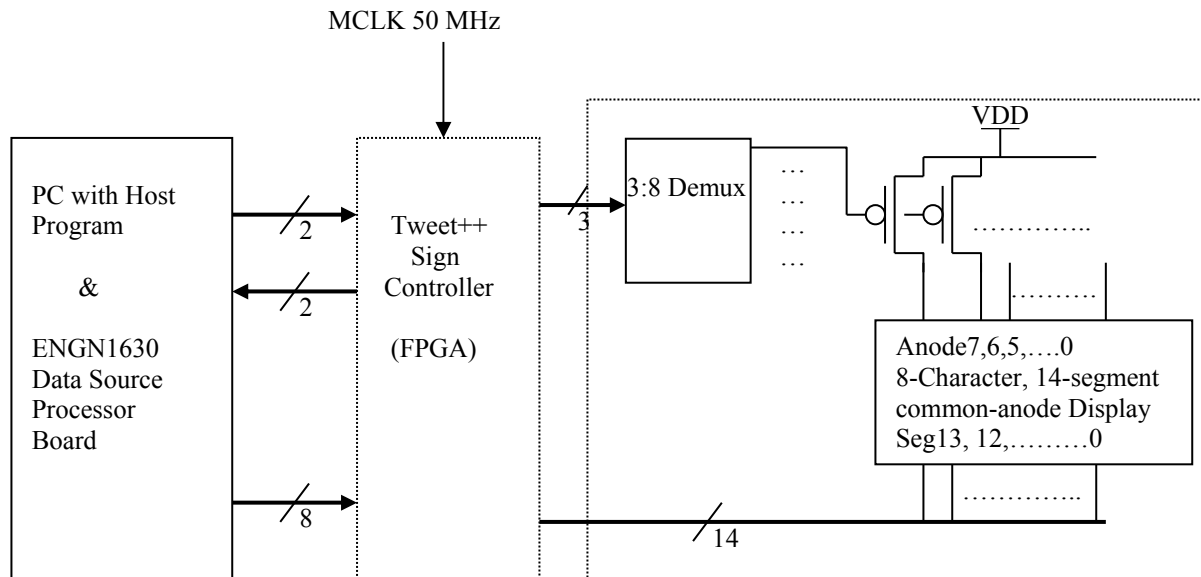 MCLK 50 MHz
VDD
PC with Host
Program
&
ENGN1630
Data Source
Processor
Board
2
2
8
Tweet++
Sign
Controller
(FPGA)
3
3:8 Demux
…
…
…
…
…………..
……….
Anode7,6,5,….0
8-Character, 14-segment
common-anode Display
Seg13, 12,………0
…………..
14